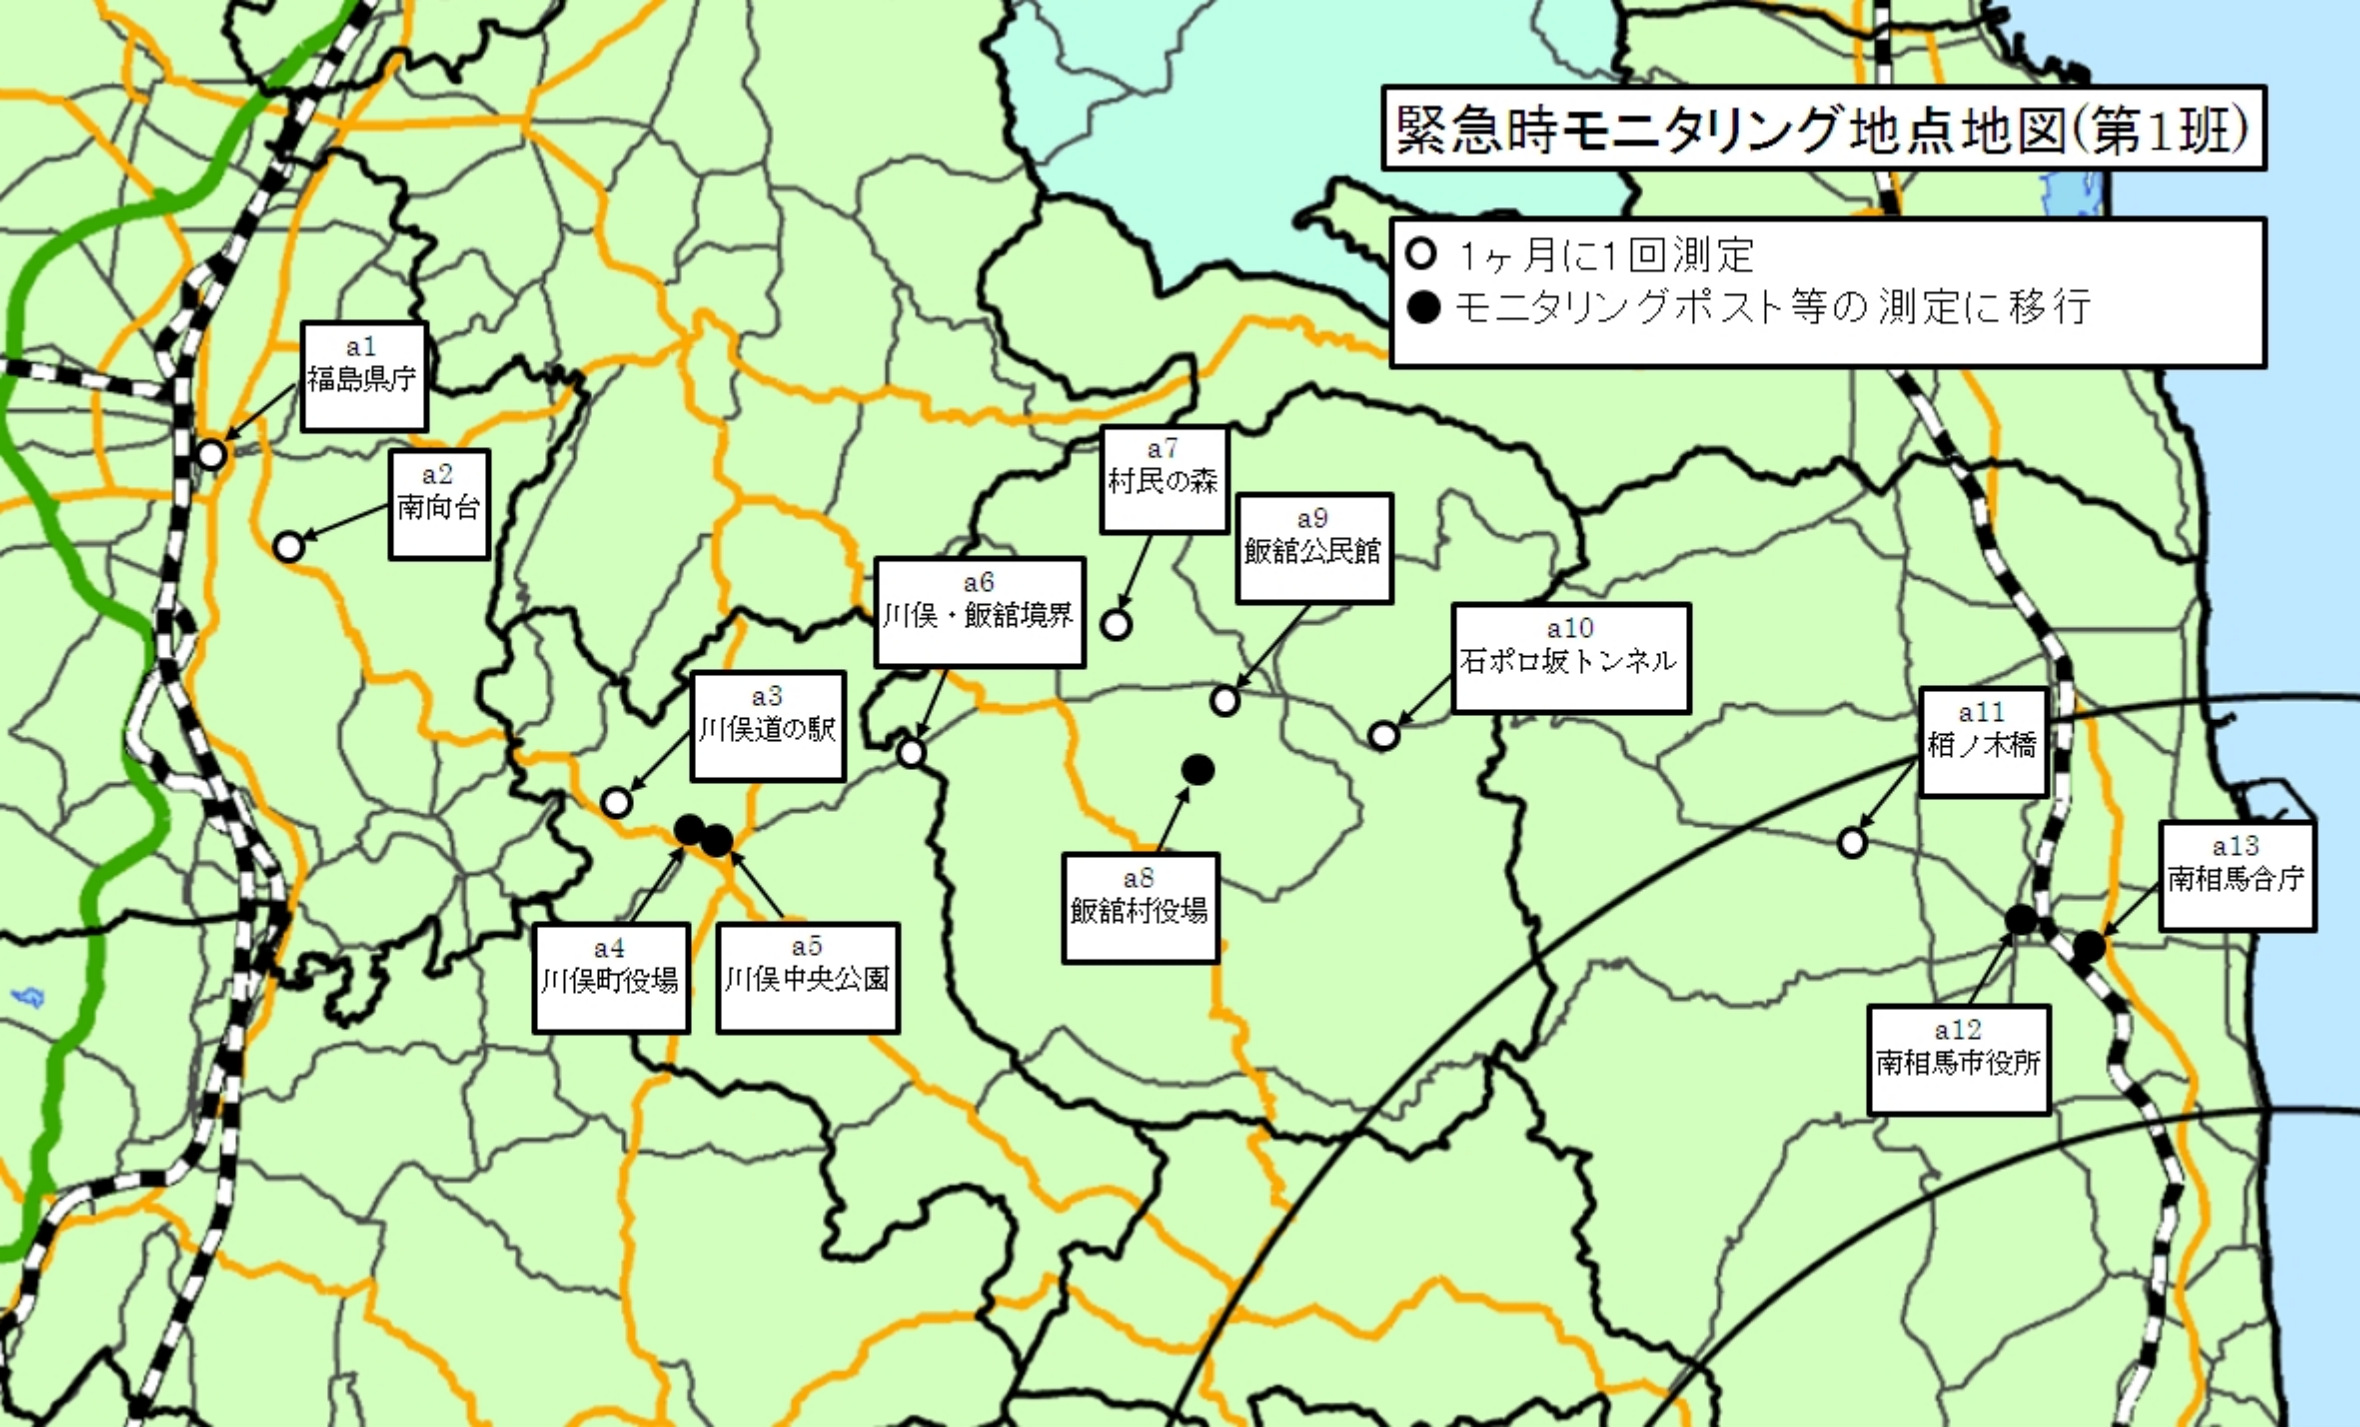 緊急時モニタリング地点地図(第1班)
1ヶ月に1回測定
モニタリングポスト等の測定に移行
a1
福島県庁
a2
南向台
a3
川俣道の駅
a4
川俣町役場
a5
川俣中央公園
a6
川俣・飯舘境界
a7
村民の森
a8
飯舘村役場
a9
飯舘公民館
a10
石ポロ坂トンネル
a11
栢ノ木橋
a12
南相馬市役所
a13
南相馬合庁